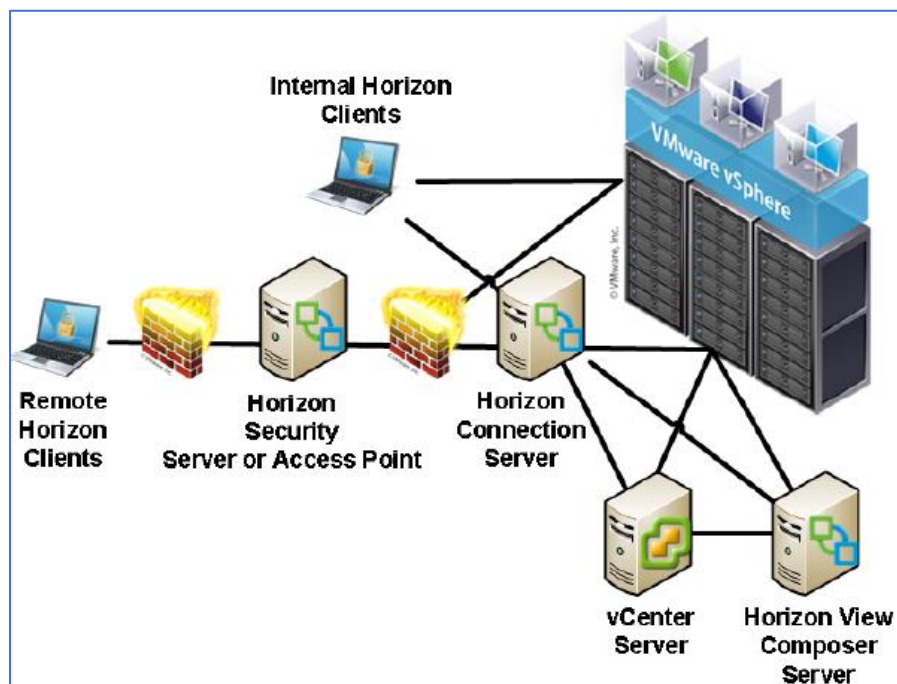 Internal Horizon
Clients
VMware vSphere
©VMware, Inc.
Remote
Horizon
Clients
Horizon
Security
Server or Access Point
Horizon
Connection
Server
vCenter
Server
Horizon View
Composer
Server